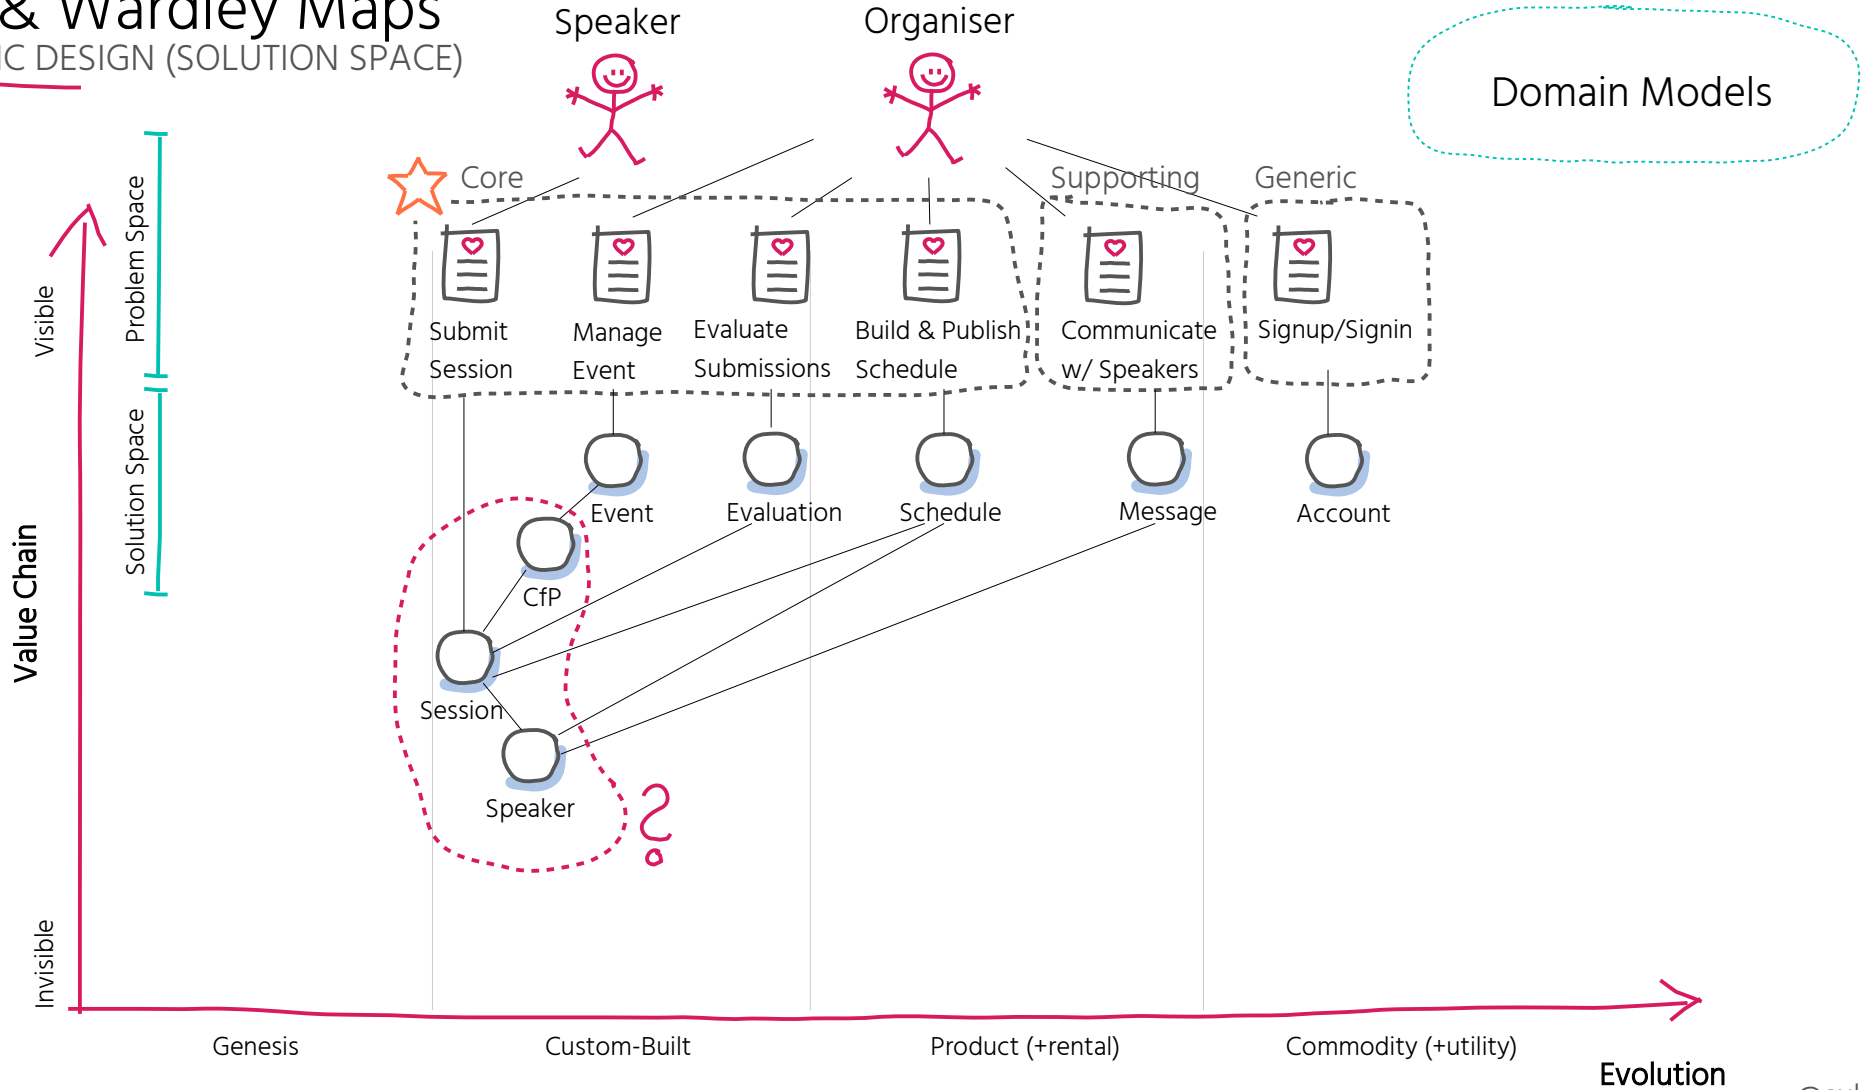 & Wardley Maps
IC DESIGN (SOLUTION SPACE)
Speaker
Organiser
Domain Models
Core
Supporting
Generic
Problem Space
Visible
Submit
Session
Manage
Event
Evaluate
Submissions
Build & Publish
Schedule
Communicate
w/ Speakers
Signup/Signin
Solution Space
Value Chain
Event
Evaluation
Schedule
Message
Account
CfP
Session
Speaker
?
Invisible
Genesis
Custom-Built
Product (+rental)
Commodity (+utility)
Evolution